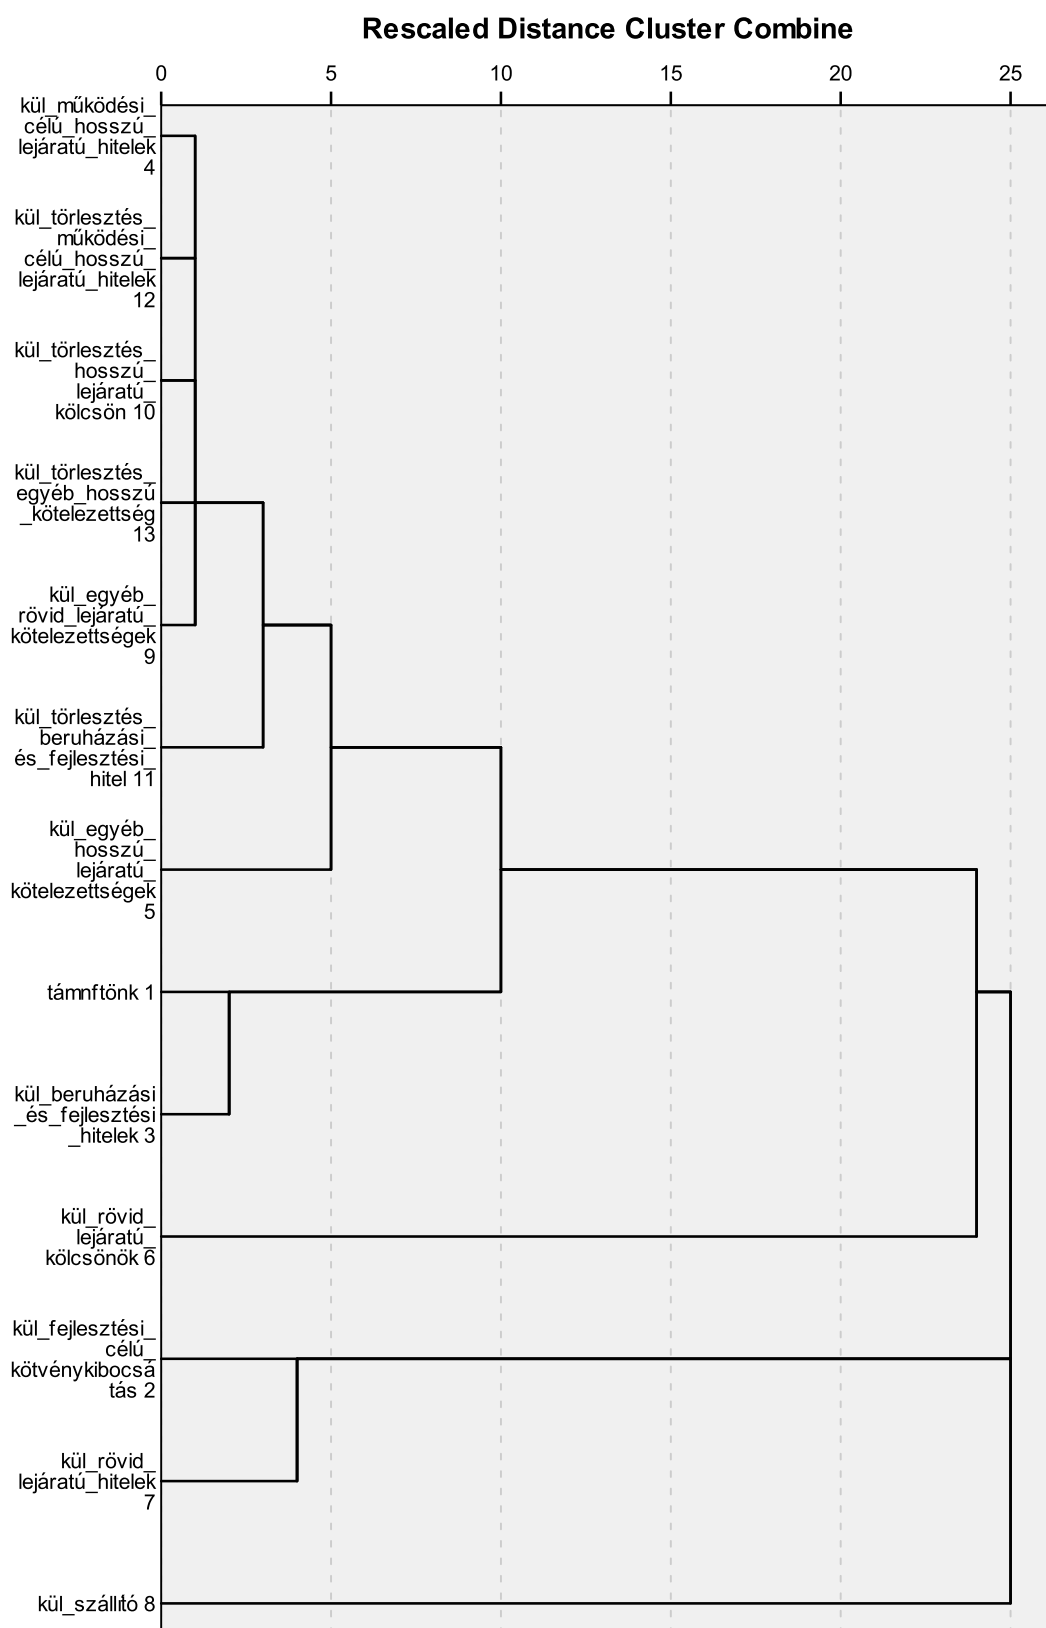 Rescaled Distance Cluster Combine
0 5 10 15 20 25
kül_működési_
célú_hosszú_
lejáratú_hitelek
4
kül_törlesztés_
működési_
célú_hosszú_
lejáratú_hitelek
12
kül_törlesztés_
hosszú_
lejáratú_
kölcsön 10
kül_törlesztés_
egyéb_hosszú
_kötelezettség
13
kül_egyéb_
rövid_lejáratú_
kötelezettségek
9
kül_törlesztés_
beruházási_
és_fejlesztési_
hitel 11
kül_egyéb_
hosszú_
lejáratú_
kötelezettségek
5
támnftönk 1
kül_beruházási
_és_fejlesztési
_hitelek 3
kül_rövid_
lejáratú_
kölcsönök 6
kül_fejlesztési_
célú_
kötvénykibocsá
tás 2
kül_rövid_
lejáratú_hitelek
7
kül_szállító 8